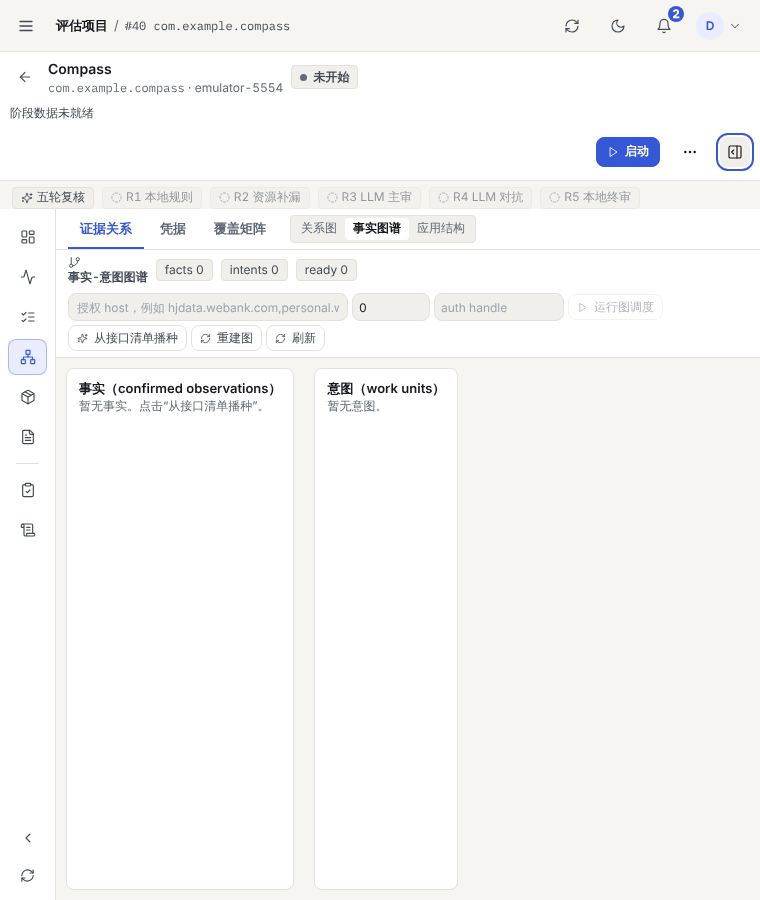 评估项目 / #40 com.example.compass
2
D
Compass
com.example.compass · emulator-5554
未开始
阶段数据未就绪
启动
五轮复核
R1 本地规则
R2 资源补漏
R3 LLM 主审
R4 LLM 对抗
R5 本地终审
证据关系
凭据
覆盖矩阵
关系图
事实图谱
应用结构
事实-意图图谱
facts 0
intents 0
ready 0
授权 host，例如 hjdata.webank.com,personal.v
0
auth handle
运行图调度
从接口清单播种
重建图
刷新
事实（confirmed observations）
暂无事实。点击“从接口清单播种”。
意图（work units）
暂无意图。